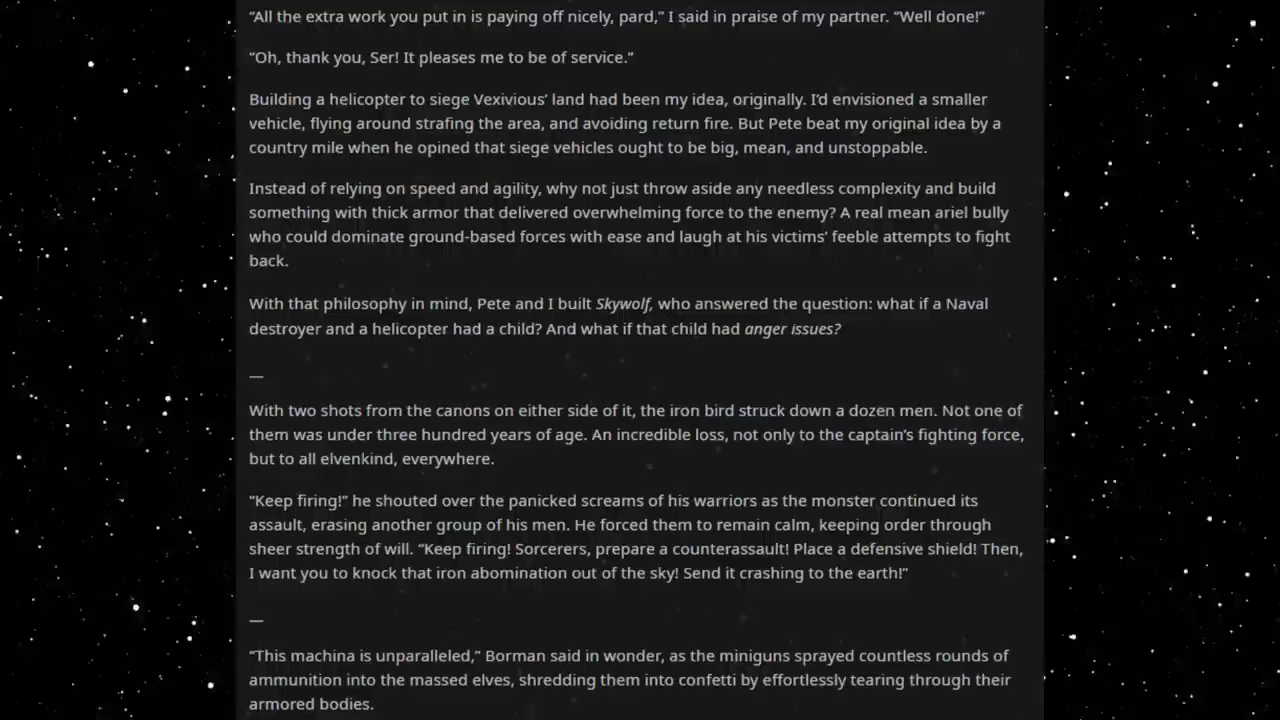 “All the extra work you put in is paying off nicely, pard,” I said in praise of my partner. “Well done!”
“Oh, thank you, Ser! It pleases me to be of service.”
Building a helicopter to siege Vexivious’ land had been my idea, originally. I’d envisioned a smaller
vehicle, flying around strafing the area, and avoiding return fire. But Pete beat my original idea by a
country mile when he opined that siege vehicles ought to be big, mean, and unstoppable.
Instead of relying on speed and agility, why not just throw aside any needless complexity and build
something with thick armor that delivered overwhelming force to the enemy? A real mean ariel bully
who could dominate ground-based forces with ease and laugh at his victims’ feeble attempts to fight
back.
With that philosophy in mind, Pete and I built Skywolf, who answered the question: what if a Naval
destroyer and a helicopter had a child? And what if that child had anger issues?
—
With two shots from the canons on either side of it, the iron bird struck down a dozen men. Not one of
them was under three hundred years of age. An incredible loss, not only to the captain’s fighting force,
but to all elvenkind, everywhere.
“Keep firing!” he shouted over the panicked screams of his warriors as the monster continued its
assault, erasing another group of his men. He forced them to remain calm, keeping order through
sheer strength of will. “Keep firing! Sorcerers, prepare a counterassault! Place a defensive shield! Then,
I want you to knock that iron abomination out of the sky! Send it crashing to the earth!”
—
“This machina is unparalleled,” Borman said in wonder, as the miniguns sprayed countless rounds of
ammunition into the massed elves, shredding them into confetti by effortlessly tearing through their
armored bodies.